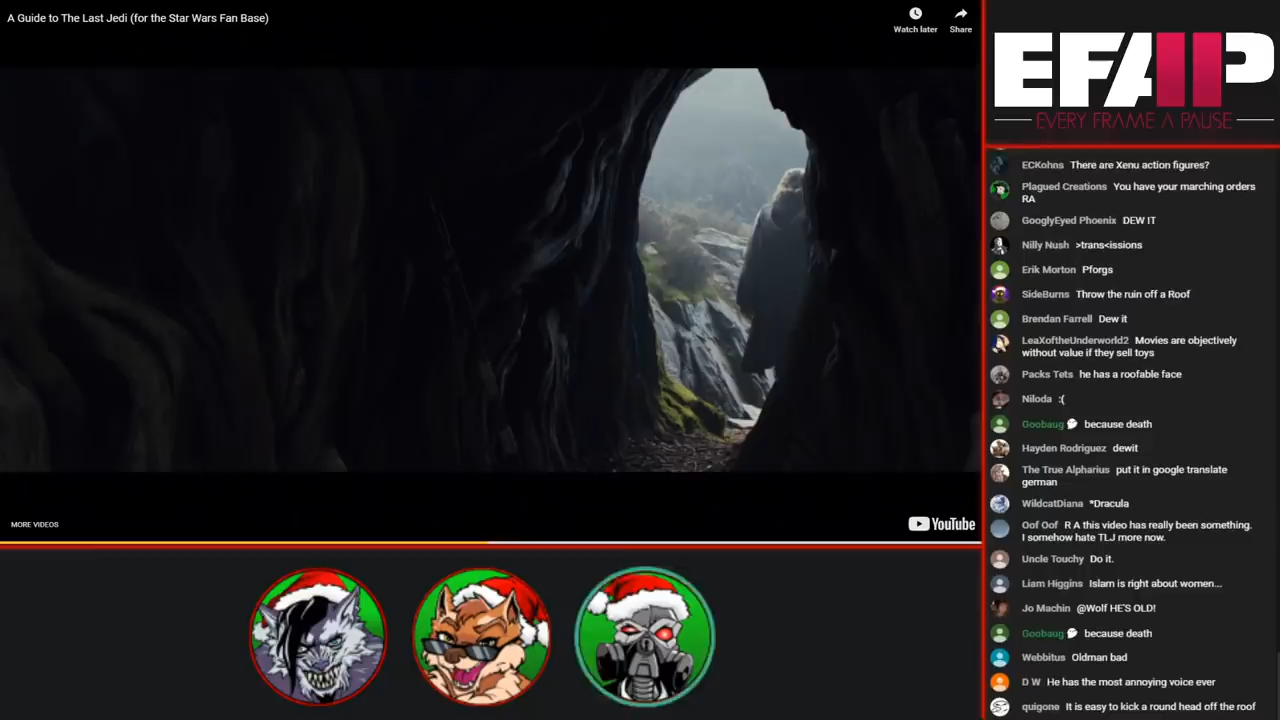 A Guide to The Last Jedi (for the Star Wars Fan Base)
Watch later
Share
MORE VIDEOS
YouTube
EFAP
EVERY FRAME A PAUSE
ECKohns There are Xenu action figures?
Plagued Creations You have your marching orders
RA
GooglyEyed Phoenix DEW IT
Nilly Nush >trans<issions
Erik Morton Pforgs
SideBurns Throw the ruin off a Roof
Brendan Farrell Dew it
LeaXoftheUnderworld2 Movies are objectively
without value if they sell toys
Packs Tets he has a roofable face
Niloda :(
Goobaug because death
Hayden Rodriguez dewit
The True Alpharius put it in google translate
german
WildcatDiana *Dracula
Oof Oof R A this video has really been something.
I somehow hate TLJ more now.
Uncle Touchy Do it.
Liam Higgins Islam is right about women...
Jo Machin @Wolf HE'S OLD!
Goobaug because death
Webbitus Oldman bad
D W He has the most annoying voice ever
quigone It is easy to kick a round head off the roof